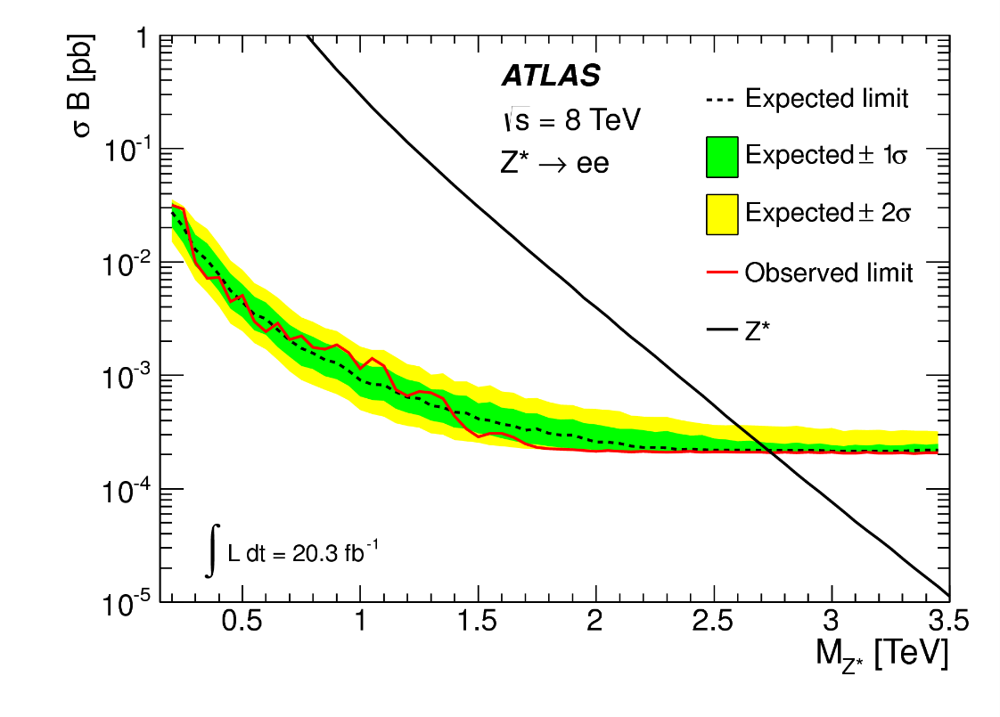 σ B [pb]
1
10⁻¹
10⁻²
10⁻³
10⁻⁴
10⁻⁵
ATLAS
√s = 8 TeV
Z* → ee
Expected limit
Expected ± 1σ
Expected ± 2σ
Observed limit
Z*
∫ L dt = 20.3 fb⁻¹
0.5 1 1.5 2 2.5 3 3.5
M_Z* [TeV]